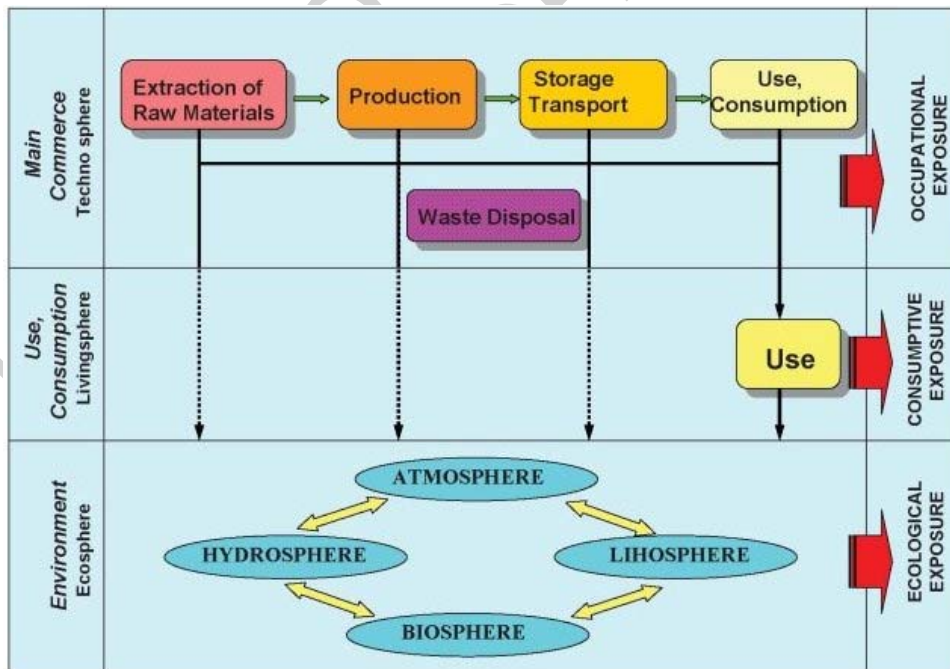 Extraction of
Raw Materials
Production
Storage
Transport
Use,
Consumption
Main
Commerce
Techno sphere
OCCUPATIONAL
EXPOSURE
Waste Disposal
Use,
Consumption
Livingsphere
Use
CONSUMPTIVE
EXPOSURE
Environment
Ecosphere
ATMOSPHERE
HYDROSPHERE
LIHOSPHERE
BIOSPHERE
ECOLOGICAL
EXPOSURE